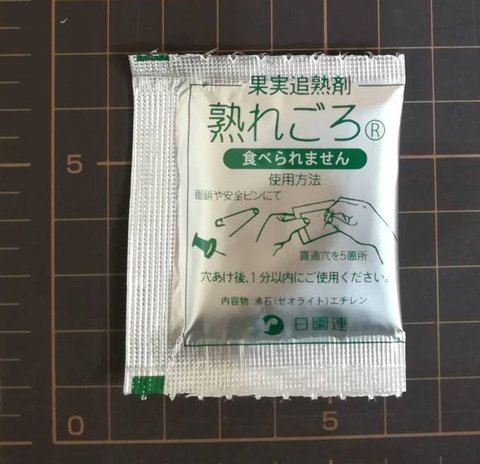 果実追熟剤
熟れごろ®
食べられません
使用方法
画鋲や安全ピンにて
貫通穴を5箇所
穴あけ後、1分以内にご使用ください。
内容物 沸石(ゼオライト)エチレン
日園連
5
0
5